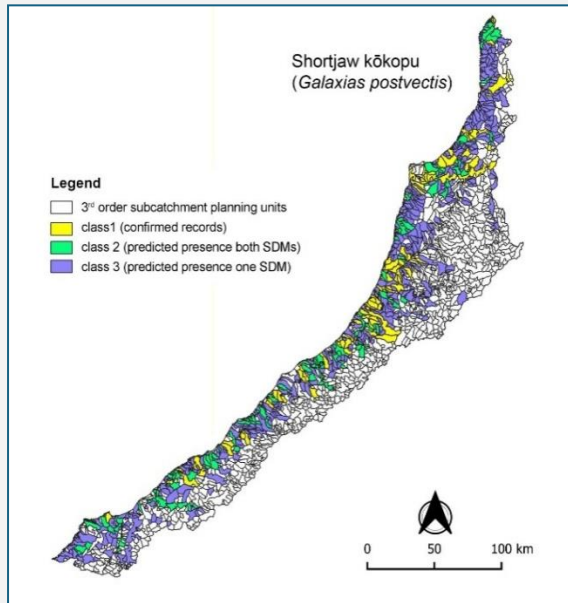 Shortjaw kōkopu
(Galaxias postvectis)
Legend
3rd order subcatchment planning units
class1 (confirmed records)
class 2 (predicted presence both SDMs)
class 3 (predicted presence one SDM)
0 50 100 km